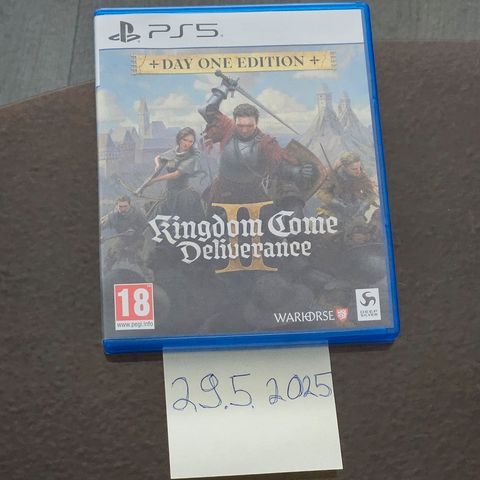 PS5
+ DAY ONE EDITION +
II
Kingdom Come
Deliverance
18
www.pegi.info
WARHORSE
DEEP
SILVER
29.5.2025